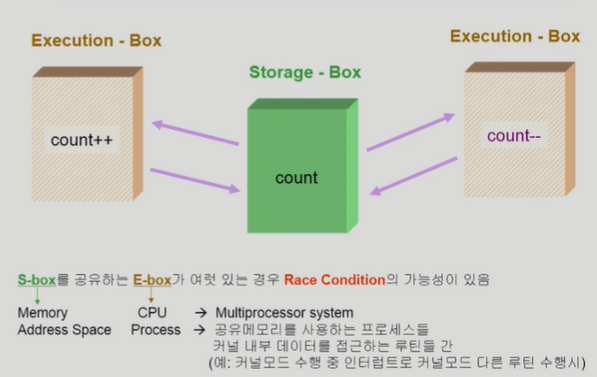 Execution - Box
Execution - Box
Storage - Box
count++
count
count--
S-box를 공유하는 E-box가 여럿 있는 경우 Race Condition의 가능성이 있음
Memory CPU → Multiprocessor system
Address Space Process → 공유메모리를 사용하는 프로세스들
커널 내부 데이터를 접근하는 루틴들 간
(예: 커널모드 수행 중 인터럽트로 커널모드 다른 루틴 수행시)